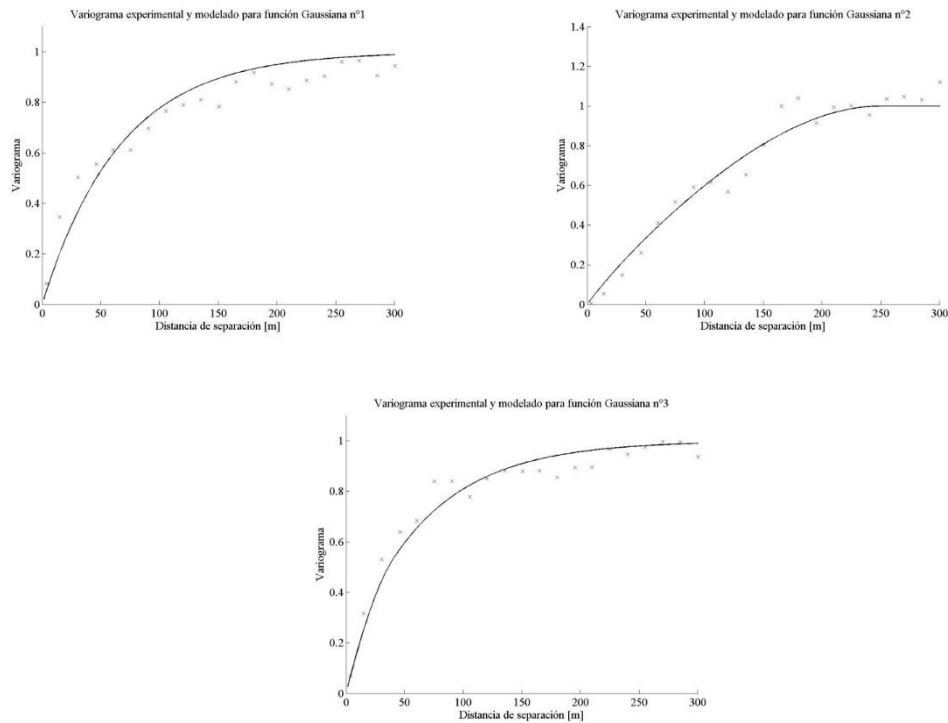 Variograma experimental y modelado para función Gaussiana n°1
1
0.8
0.6
0.4
0.2
0
Variograma
0 50 100 150 200 250 300
Distancia de separación [m]
Variograma experimental y modelado para función Gaussiana n°2
1.4
1.2
1
0.8
0.6
0.4
0.2
0
Variograma
0 50 100 150 200 250 300
Distancia de separación [m]
Variograma experimental y modelado para función Gaussiana n°3
1
0.8
0.6
0.4
0.2
0
Variograma
0 50 100 150 200 250 300
Distancia de separación [m]